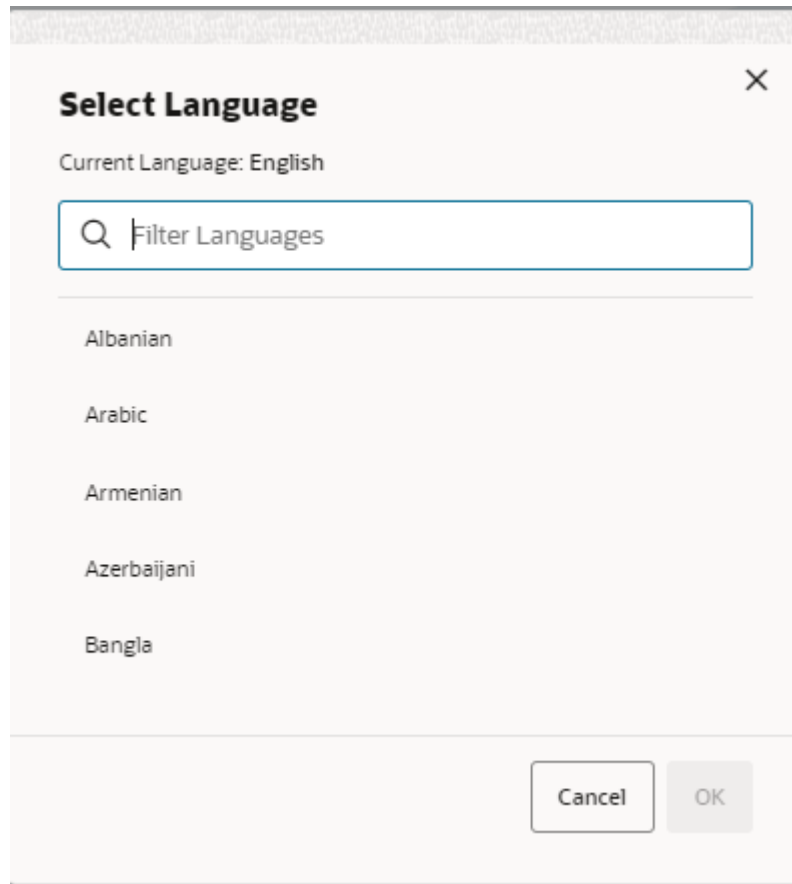 Select Language
Current Language: English
Filter Languages
Albanian
Arabic
Armenian
Azerbaijani
Bangla
Cancel OK